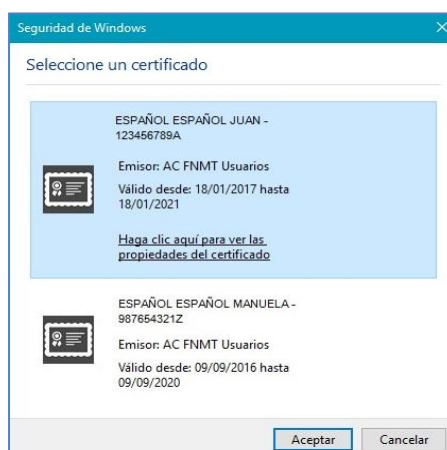 Seguridad de Windows
Seleccione un certificado
ESPAÑOL ESPAÑOL JUAN -
123456789A
Emisor: AC FNMT Usuarios
Válido desde: 18/01/2017 hasta
18/01/2021
Haga clic aquí para ver las
propiedades del certificado
ESPAÑOL ESPAÑOL MANUELA -
987654321Z
Emisor: AC FNMT Usuarios
Válido desde: 09/09/2016 hasta
09/09/2020
Aceptar Cancelar